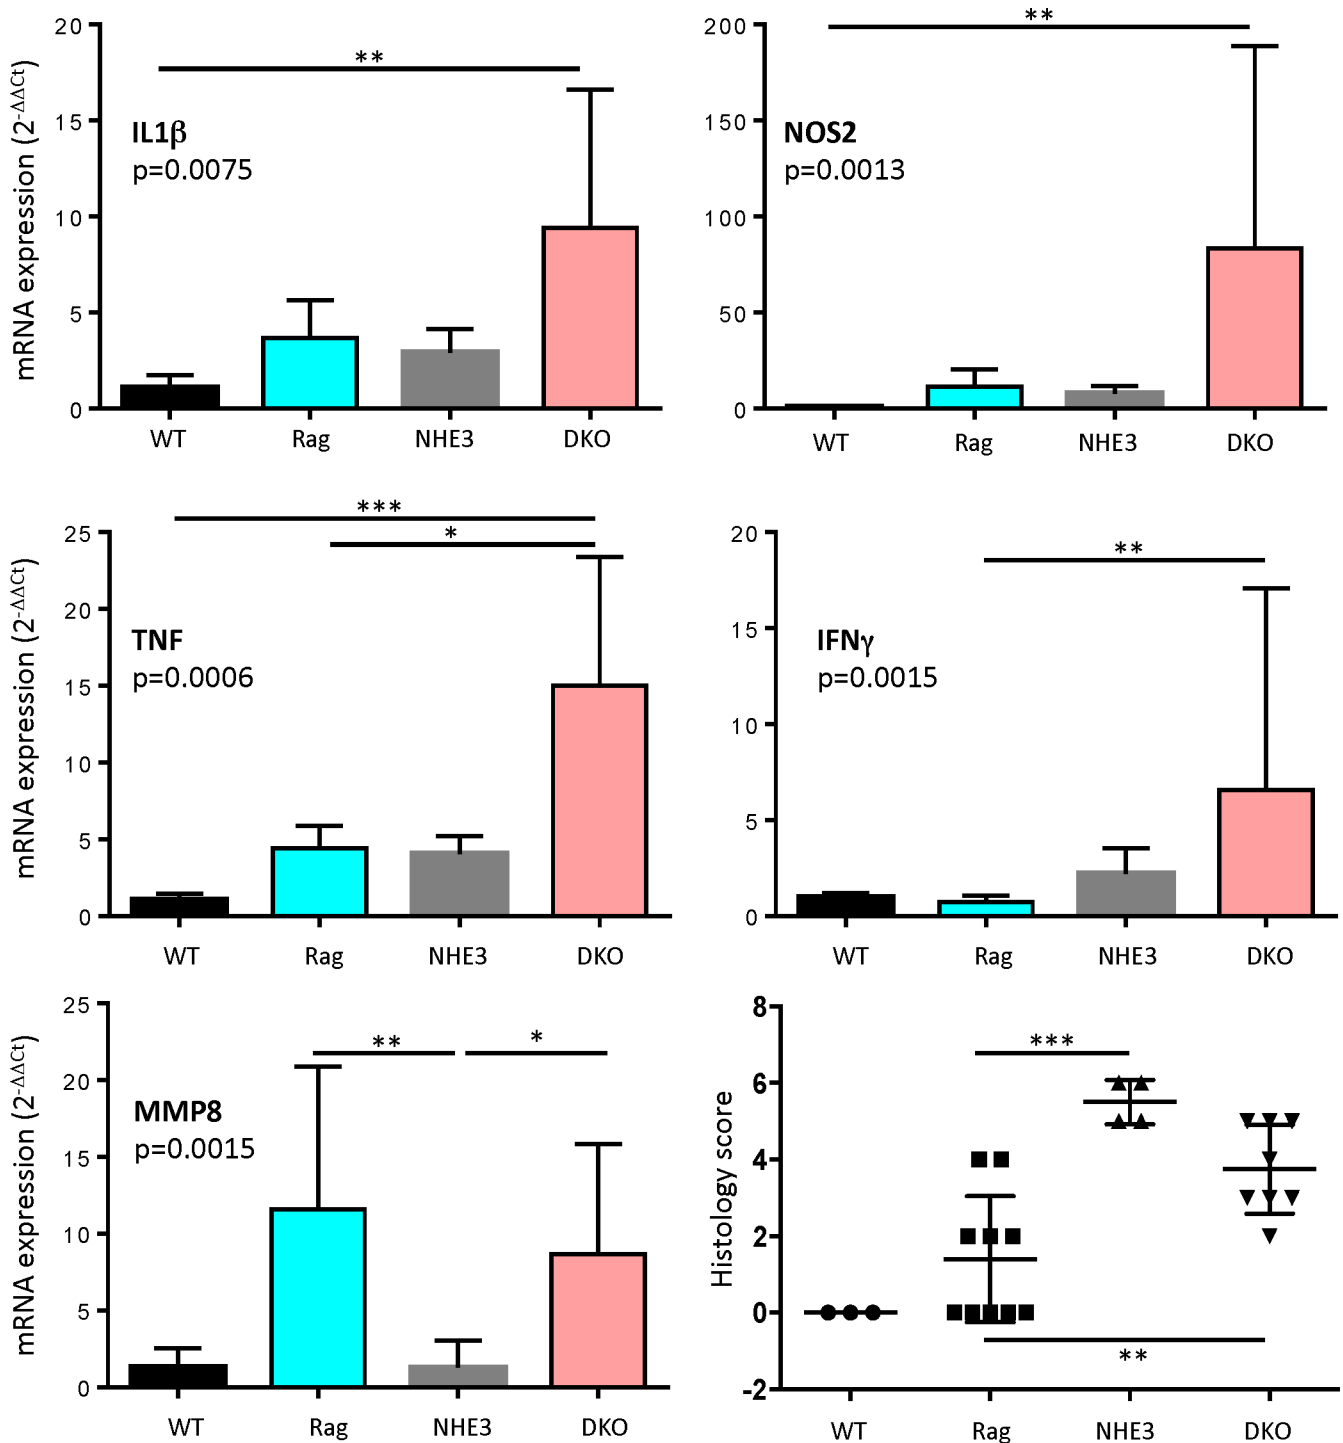 mRNA expression (2-ΔΔCt)
20
15
10
5
0
**
IL1β
p=0.0075
WT Rag NHE3 DKO
200
150
100
50
0
**
NOS2
p=0.0013
WT Rag NHE3 DKO
mRNA expression (2-ΔΔCt)
25
20
15
10
5
0
***
*
TNF
p=0.0006
WT Rag NHE3 DKO
20
15
10
5
0
**
IFNγ
p=0.0015
WT Rag NHE3 DKO
mRNA expression (2-ΔΔCt)
25
20
15
10
5
0
**
*
MMP8
p=0.0015
WT Rag NHE3 DKO
Histology score
8
6
4
2
0
-2
***
**
WT Rag NHE3 DKO